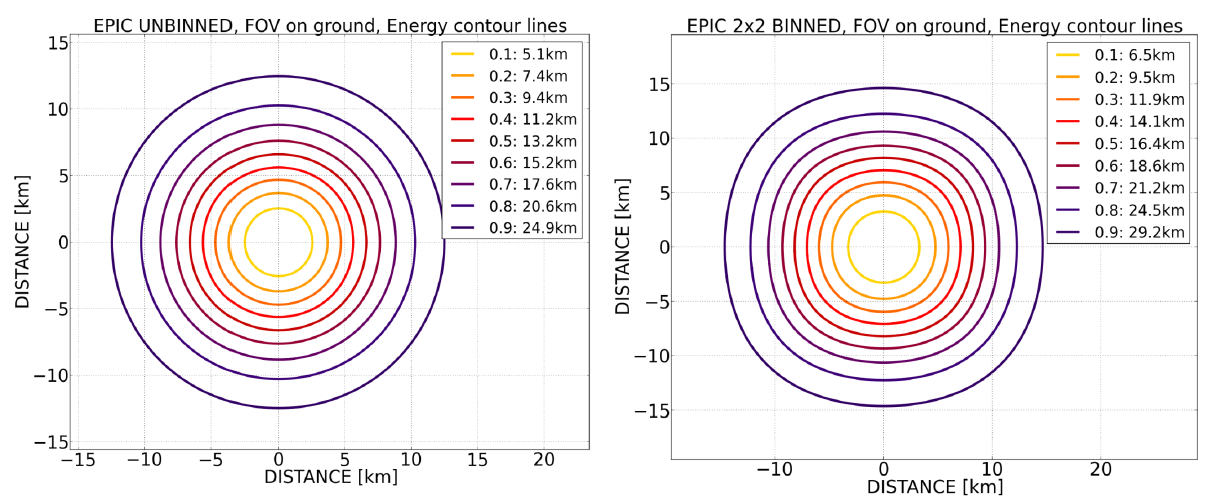 EPIC UNBINNED, FOV on ground, Energy contour lines
0.1: 5.1km
0.2: 7.4km
0.3: 9.4km
0.4: 11.2km
0.5: 13.2km
0.6: 15.2km
0.7: 17.6km
0.8: 20.6km
0.9: 24.9km
DISTANCE [km]
10
5
0
−5
−10
−15
−15 −10 −5 0 5 10 15 20
DISTANCE [km]
EPIC 2x2 BINNED, FOV on ground, Energy contour lines
0.1: 6.5km
0.2: 9.5km
0.3: 11.9km
0.4: 14.1km
0.5: 16.4km
0.6: 18.6km
0.7: 21.2km
0.8: 24.5km
0.9: 29.2km
DISTANCE [km]
15
10
5
0
−5
−10
−15
−10 0 10 20
DISTANCE [km]
15